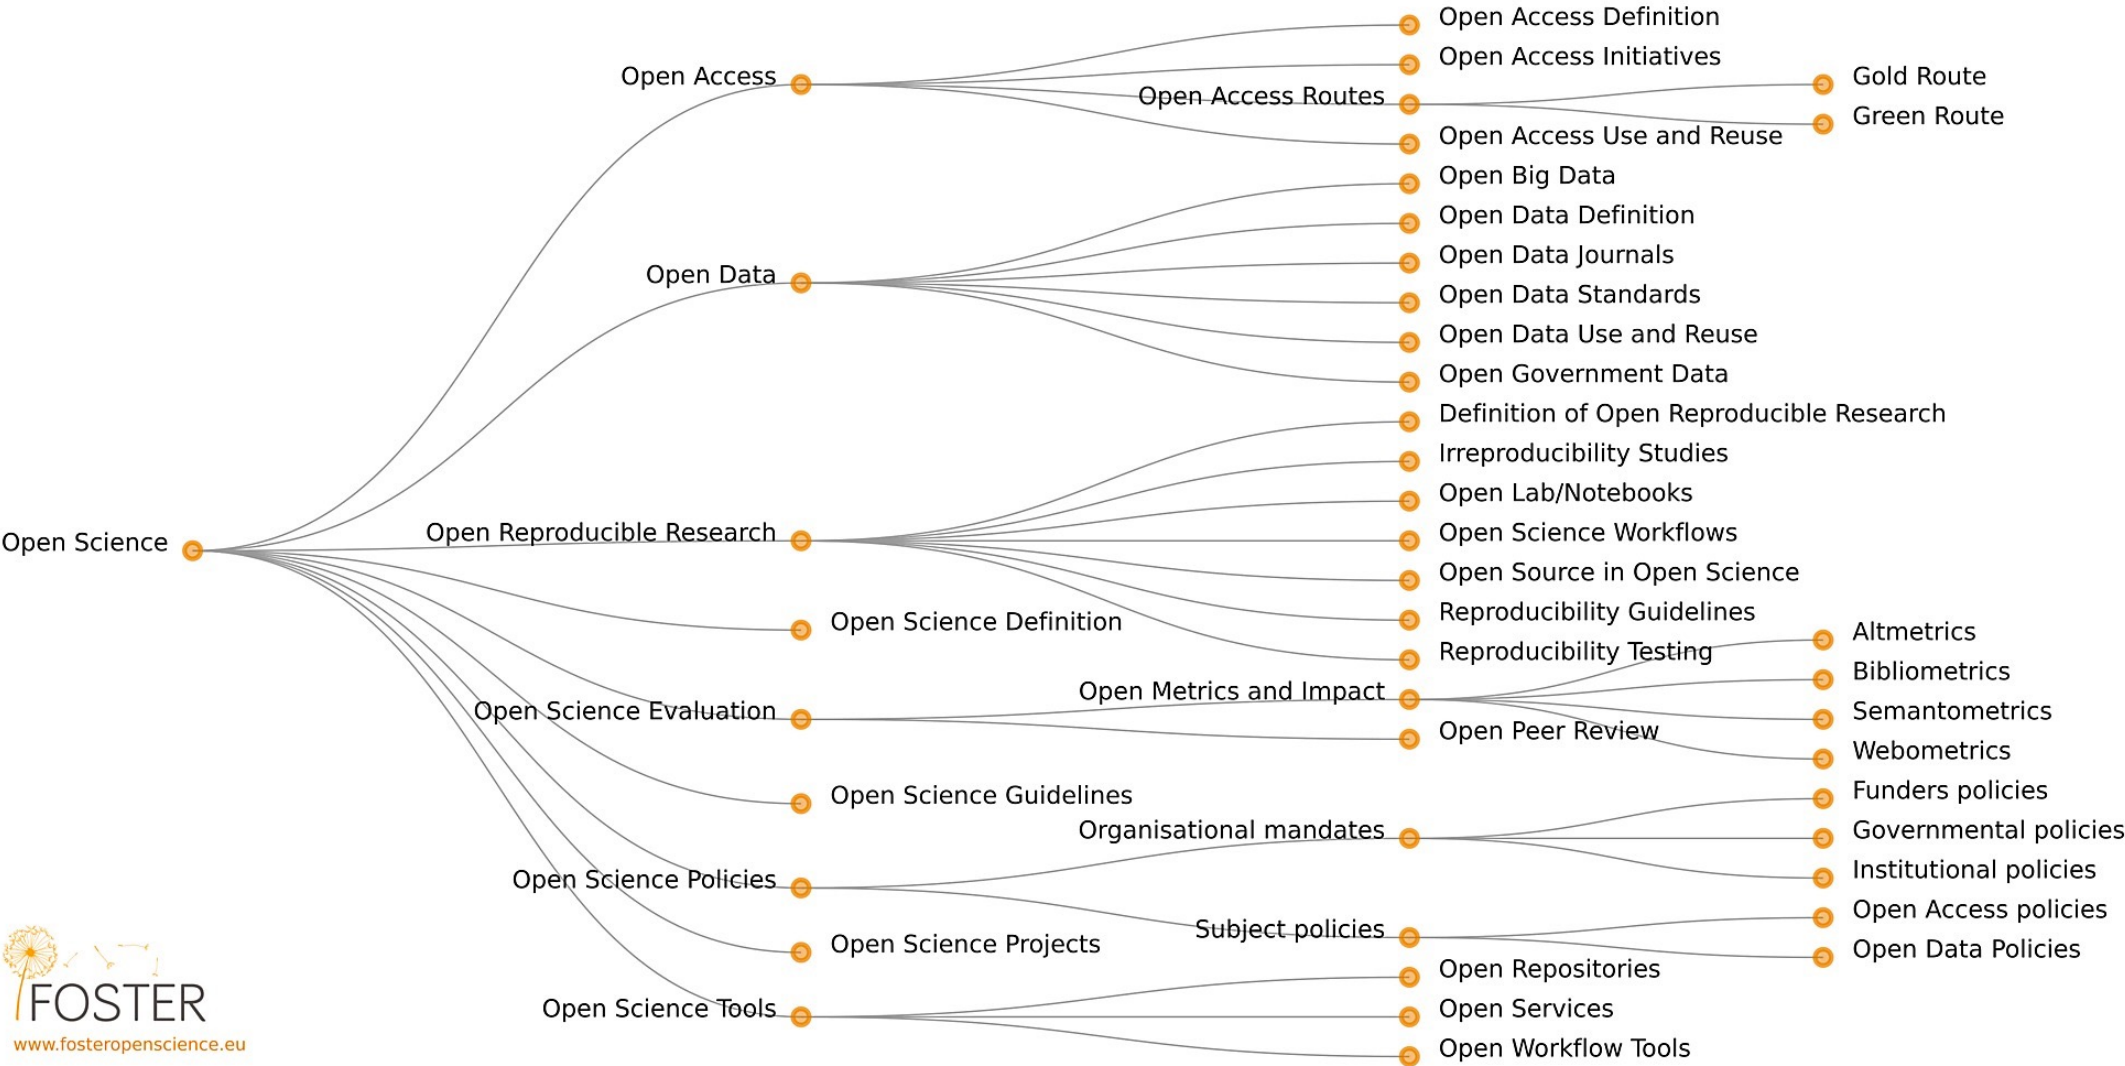 Open Science
Open Access
Open Access Definition
Open Access Initiatives
Open Access Routes
Gold Route
Green Route
Open Access Use and Reuse
Open Data
Open Big Data
Open Data Definition
Open Data Journals
Open Data Standards
Open Data Use and Reuse
Open Government Data
Open Reproducible Research
Definition of Open Reproducible Research
Irreproducibility Studies
Open Lab/Notebooks
Open Science Workflows
Open Source in Open Science
Reproducibility Guidelines
Reproducibility Testing
Open Science Definition
Open Science Evaluation
Open Metrics and Impact
Altmetrics
Bibliometrics
Semantometrics
Webometrics
Open Peer Review
Open Science Guidelines
Open Science Policies
Organisational mandates
Funders policies
Governmental policies
Institutional policies
Subject policies
Open Access policies
Open Data Policies
Open Science Projects
Open Science Tools
Open Repositories
Open Services
Open Workflow Tools
FOSTER
www.fosteropenscience.eu